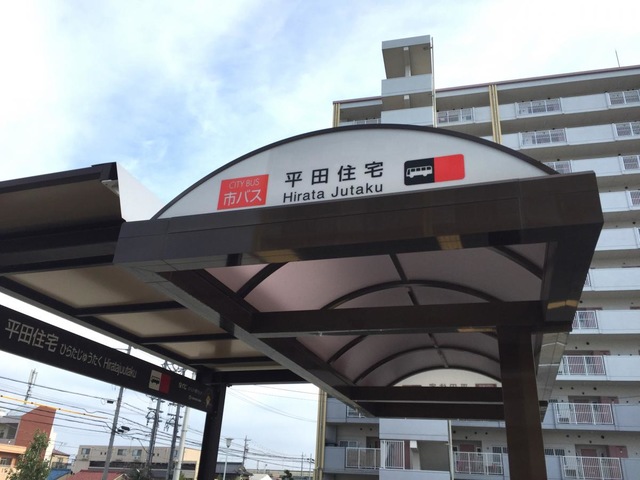 CITY BUS
市バス
平田住宅
Hirata Jutaku
平田住宅 ひらたじゅうたく Hiratajyutaku